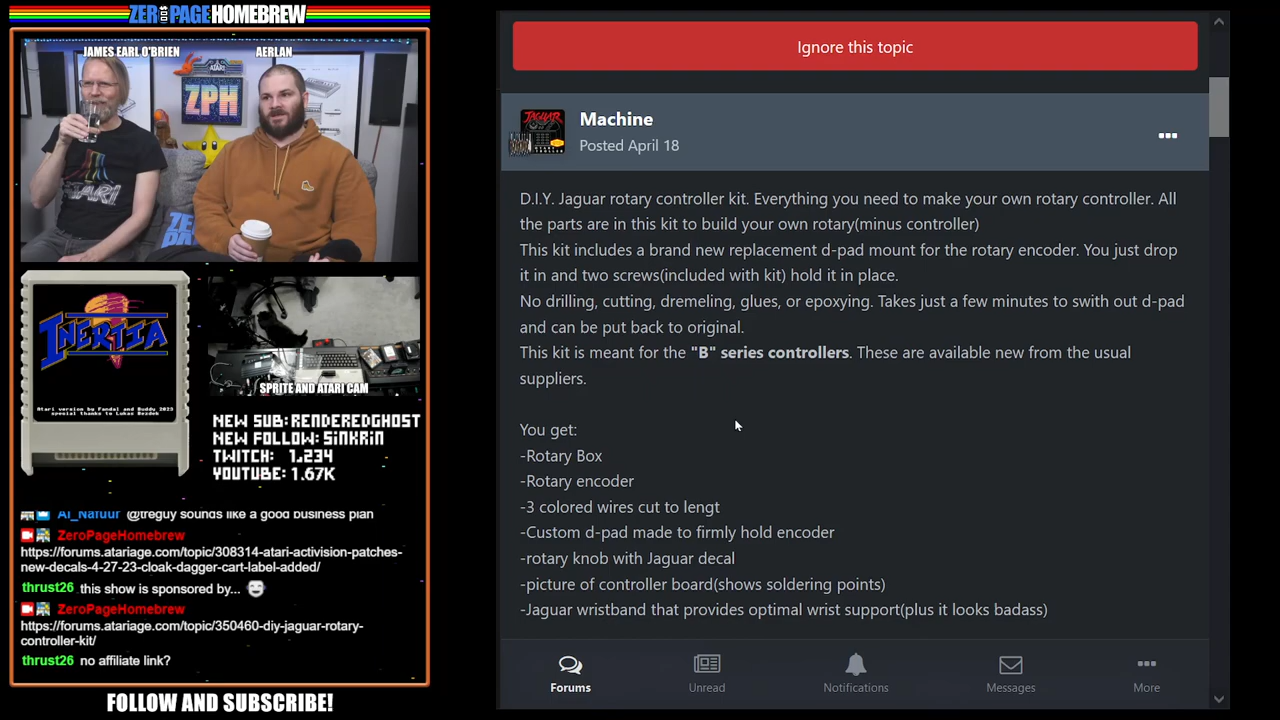 ZEROPAGE HOMEBREW
JAMES EARL O'BRIEN
AERLAN
ATARI
ZPH
INERTIA
Atari version by Fandal and Buddy 2023
SPRITE AND ATARI CAM
NEW SUB:RENDEREDGHOST
NEW FOLLOW:SINKRIN
TWITCH: 1,234
YOUTUBE: 1.67K
Al_Nafuur @treguy sounds like a good business plan
ZeroPageHomebrew
https://forums.atariage.com/topic/308314-atari-activision-patches-
new-decals-4-27-23-cloak-dagger-cart-label-added/
thrust26 this show is sponsored by...
ZeroPageHomebrew
https://forums.atariage.com/topic/350460-diy-jaguar-rotary-
controller-kit/
thrust26 no affiliate link?
FOLLOW AND SUBSCRIBE!
Ignore this topic
JAGUAR
Machine
Posted April 18
D.I.Y. Jaguar rotary controller kit. Everything you need to make your own rotary controller. All
the parts are in this kit to build your own rotary(minus controller)
This kit includes a brand new replacement d-pad mount for the rotary encoder. You just drop
it in and two screws(included with kit) hold it in place.
No drilling, cutting, dremeling, glues, or epoxying. Takes just a few minutes to swith out d-pad
and can be put back to original.
This kit is meant for the "B" series controllers. These are available new from the usual
suppliers.
You get:
-Rotary Box
-Rotary encoder
-3 colored wires cut to lengt
-Custom d-pad made to firmly hold encoder
-rotary knob with Jaguar decal
-picture of controller board(shows soldering points)
-Jaguar wristband that provides optimal wrist support(plus it looks badass)
Forums
Unread
Notifications
Messages
More